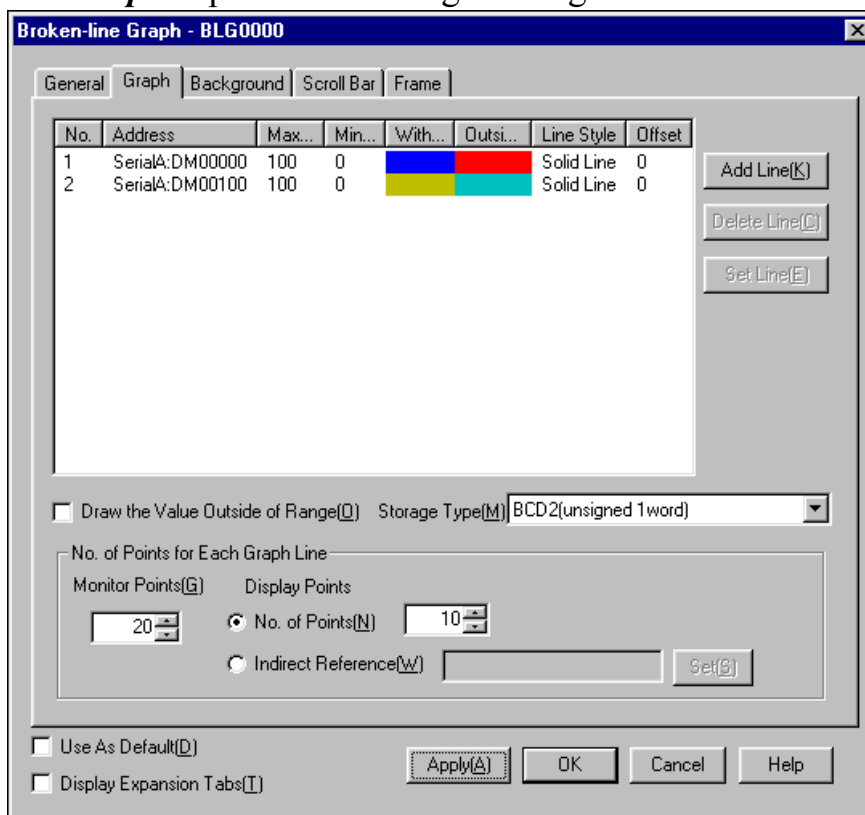 Broken-line Graph - BLG0000
General Graph Background Scroll Bar Frame
No. Address Max... Min... With... Outsi... Line Style Offset
1 SerialA:DM00000 100 0 Solid Line 0
2 SerialA:DM00100 100 0 Solid Line 0
Add Line(K)
Delete Line(C)
Set Line(E)
Draw the Value Outside of Range(O) Storage Type(M) BCD2(unsigned 1word)
No. of Points for Each Graph Line
Monitor Points(G) Display Points
20 No. of Points(N) 10
Indirect Reference(W) Set(S)
Use As Default(D)
Display Expansion Tabs(T)
Apply(A) OK Cancel Help